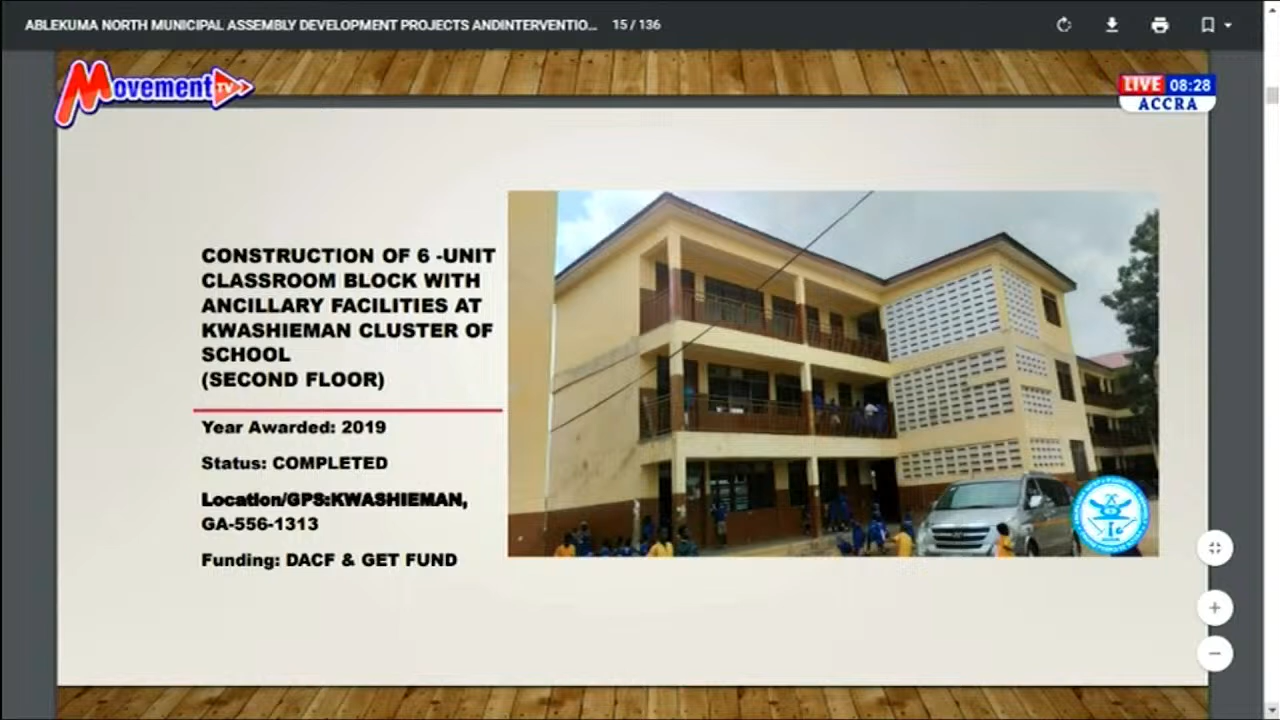 ABLEKUMA NORTH MUNICIPAL ASSEMBLY DEVELOPMENT PROJECTS ANDINTERVENTIO... 15 / 136
Movement TV
LIVE 08:28
ACCRA
CONSTRUCTION OF 6 -UNIT
CLASSROOM BLOCK WITH
ANCILLARY FACILITIES AT
KWASHIEMAN CLUSTER OF
SCHOOL
(SECOND FLOOR)
Year Awarded: 2019
Status: COMPLETED
Location/GPS:KWASHIEMAN,
GA-556-1313
Funding: DACF & GET FUND